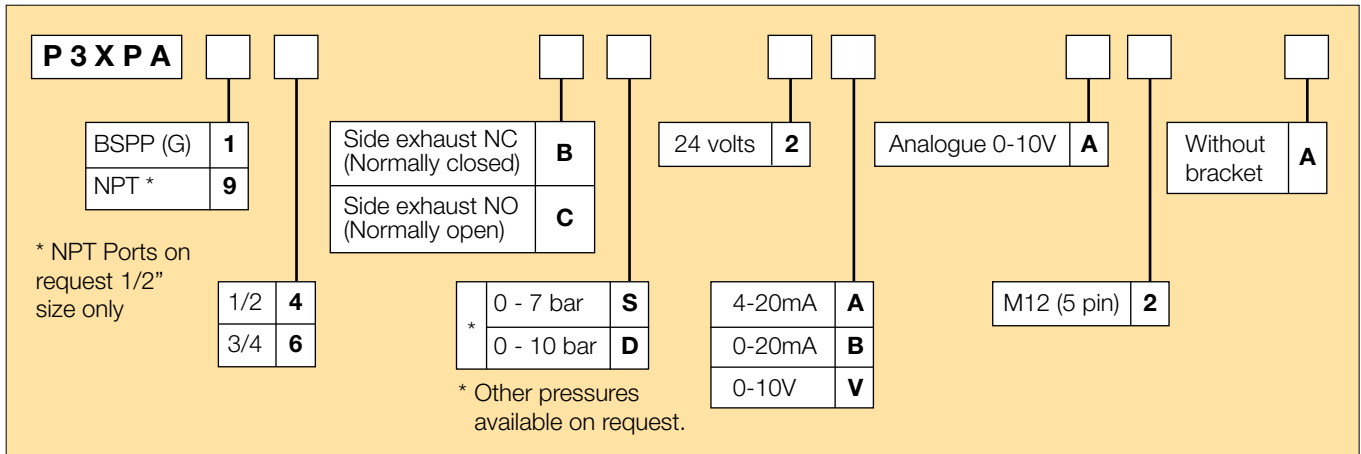 P3XPA
BSPP (G) 1
NPT * 9
* NPT Ports on
request 1/2”
size only
1/2 4
3/4 6
Side exhaust NC
(Normally closed) B
Side exhaust NO
(Normally open) C
* 0 - 7 bar S
0 - 10 bar D
* Other pressures
available on request.
24 volts 2
4-20mA A
0-20mA B
0-10V V
Analogue 0-10V A
M12 (5 pin) 2
Without
bracket A